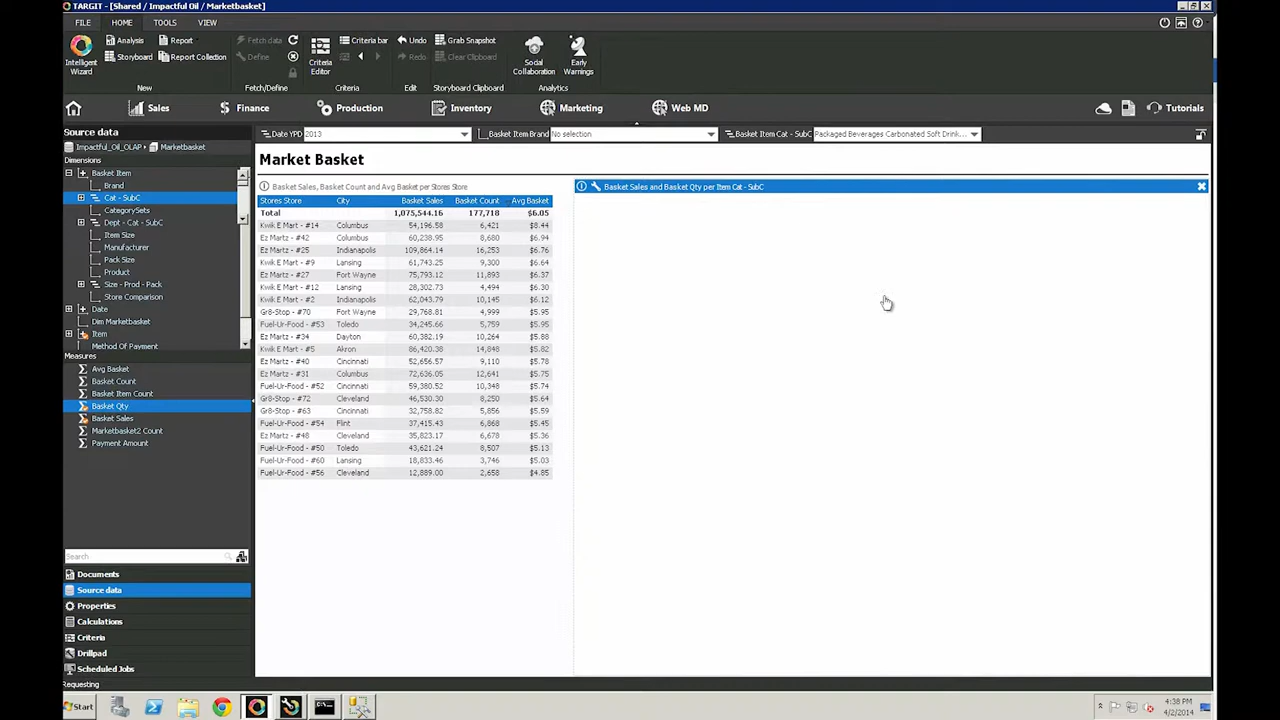 TARGIT - [Shared / Impactful Oil / Marketbasket]
FILE HOME TOOLS VIEW
Intelligent Wizard
Analysis Report
Storyboard Report Collection
New
Fetch data
Define
Fetch/Define
Criteria Editor
Criteria bar
Criteria
Undo
Redo
Edit
Grab Snapshot
Clear Clipboard
Storyboard Clipboard
Social Collaboration
Early Warnings
Analytics
Sales Finance Production Inventory Marketing Web MD Tutorials
Source data
Impactful_Oil_OLAP Marketbasket
Dimensions
Basket Item
Brand
Cat - SubC
CategorySets
Dept - Cat - SubC
Item Size
Manufacturer
Pack Size
Product
Size - Prod - Pack
Store Comparison
Date
Dim Marketbasket
Item
Method Of Payment
Measures
Avg Basket
Basket Count
Basket Item Count
Basket Qty
Basket Sales
Marketbasket2 Count
Payment Amount
Search
Documents
Source data
Properties
Calculations
Criteria
Drillpad
Scheduled Jobs
Requesting
Date YPD 2013 Basket Item Brand No selection Basket Item Cat - SubC Packaged Beverages Carbonated Soft Drink...
Market Basket
Basket Sales, Basket Count and Avg Basket per Stores Store
Stores Store City Basket Sales Basket Count Avg Basket
Total 1,075,544.16 177,718 $6.05
Kwik E Mart - #14 Columbus 54,196.58 6,421 $8.44
Ez Martz - #42 Columbus 60,238.95 8,680 $6.94
Ez Martz - #25 Indianapolis 109,864.14 16,253 $6.76
Kwik E Mart - #9 Lansing 61,743.25 9,300 $6.64
Ez Martz - #27 Fort Wayne 75,793.12 11,893 $6.37
Kwik E Mart - #12 Lansing 28,302.73 4,494 $6.30
Kwik E Mart - #2 Indianapolis 62,043.79 10,145 $6.12
Gr8-Stop - #70 Fort Wayne 29,768.81 4,999 $5.95
Fuel-Ur-Food - #53 Toledo 34,245.66 5,759 $5.95
Ez Martz - #34 Dayton 60,382.19 10,264 $5.88
Kwik E Mart - #5 Akron 86,420.38 14,848 $5.82
Ez Martz - #40 Cincinnati 52,656.57 9,110 $5.78
Ez Martz - #31 Columbus 72,636.05 12,641 $5.75
Fuel-Ur-Food - #52 Cincinnati 59,380.52 10,348 $5.74
Gr8-Stop - #72 Cleveland 46,530.30 8,250 $5.64
Gr8-Stop - #63 Cincinnati 32,758.82 5,856 $5.59
Fuel-Ur-Food - #54 Flint 37,415.43 6,868 $5.45
Ez Martz - #48 Cleveland 35,823.17 6,678 $5.36
Fuel-Ur-Food - #50 Toledo 43,621.24 8,507 $5.13
Fuel-Ur-Food - #60 Lansing 18,833.46 3,746 $5.03
Fuel-Ur-Food - #56 Cleveland 12,889.00 2,658 $4.85
Basket Sales and Basket Qty per Item Cat - SubC
Start
4:38 PM
4/2/2014